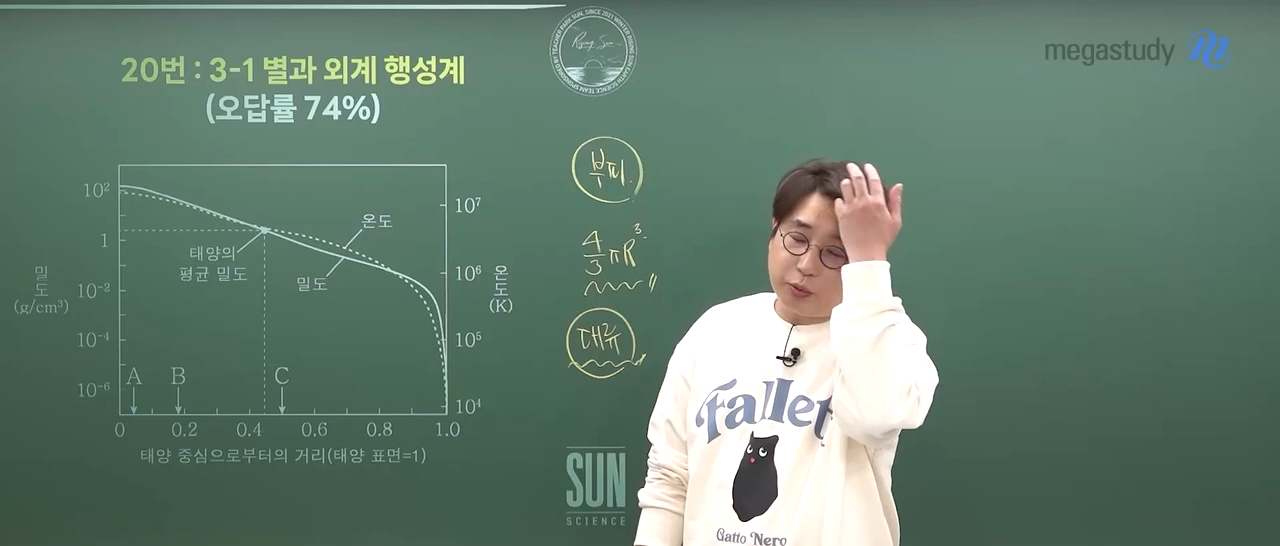 20번 : 3-1 별과 외계 행성계
(오답률 74%)
megastudy
Rising Sun
부피
4/3 πR³
대류
밀도
(g/cm³)
10²
1
10⁻²
10⁻⁴
10⁻⁶
태양의
평균 밀도
온도
밀도
A B C
10⁷
10⁶
10⁵
10⁴
온도
(K)
0 0.2 0.4 0.6 0.8 1.0
태양 중심으로부터의 거리(태양 표면=1)
SUN
SCIENCE
Fallet
Gatto Nero